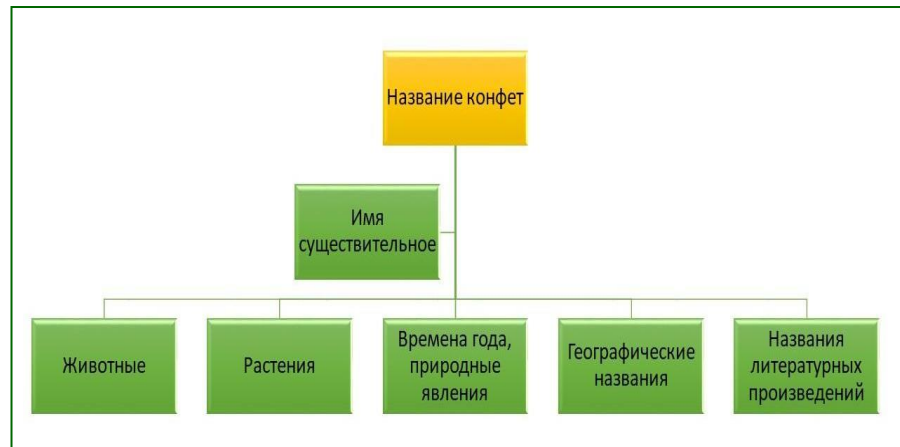 Название конфет
Имя
существительное
Животные
Растения
Времена года,
природные
явления
Географические
названия
Названия
литературных
произведений